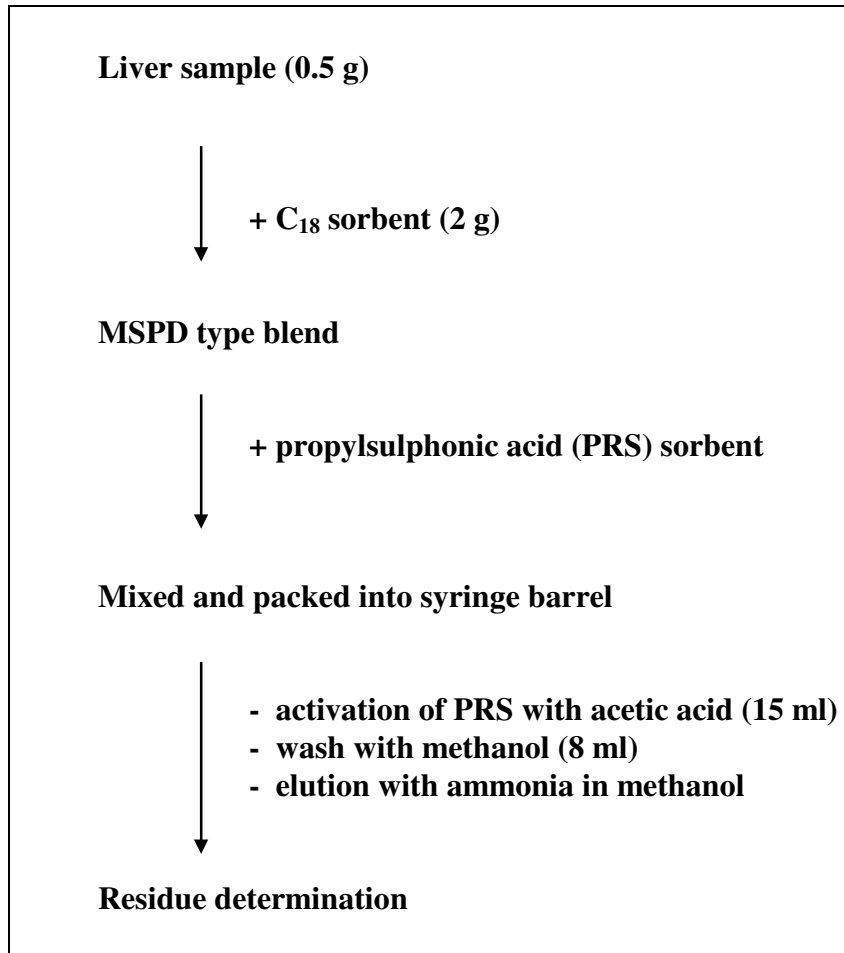 Liver sample (0.5 g)
+ C₁₈ sorbent (2 g)
MSPD type blend
+ propylsulphonic acid (PRS) sorbent
Mixed and packed into syringe barrel
- activation of PRS with acetic acid (15 ml)
- wash with methanol (8 ml)
- elution with ammonia in methanol
Residue determination